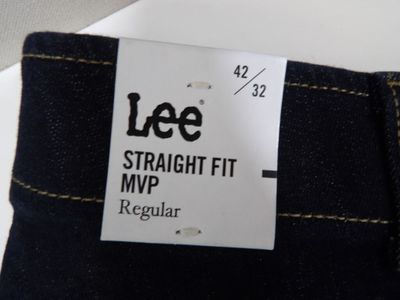 42/32
Lee®
STRAIGHT FIT
MVP
Regular